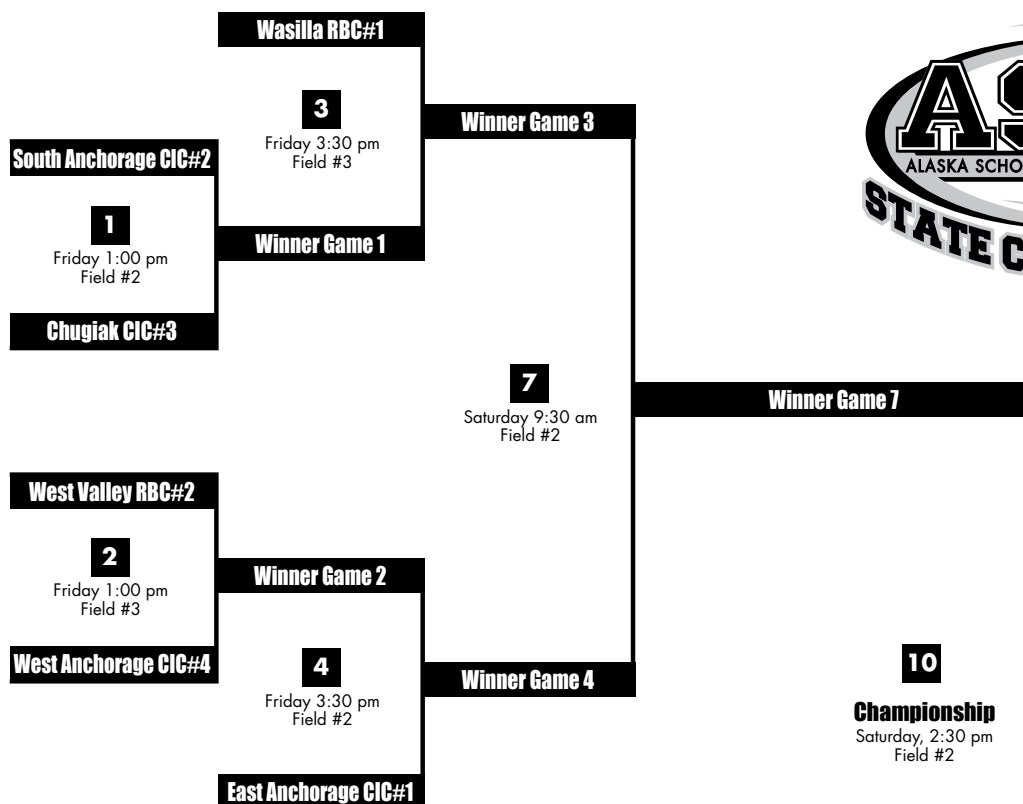 Wasilla RBC#1
3
Friday 3:30 pm
Field #3
Winner Game 3
South Anchorage CIC#2
1
Friday 1:00 pm
Field #2
Winner Game 1
Chugiak CIC#3
7
Saturday 9:30 am
Field #2
Winner Game 7
West Valley RBC#2
2
Friday 1:00 pm
Field #3
Winner Game 2
West Anchorage CIC#4
4
Friday 3:30 pm
Field #2
Winner Game 4
East Anchorage CIC#1
10
Championship
Saturday, 2:30 pm
Field #2
AS
ALASKA SCHO
STATE C